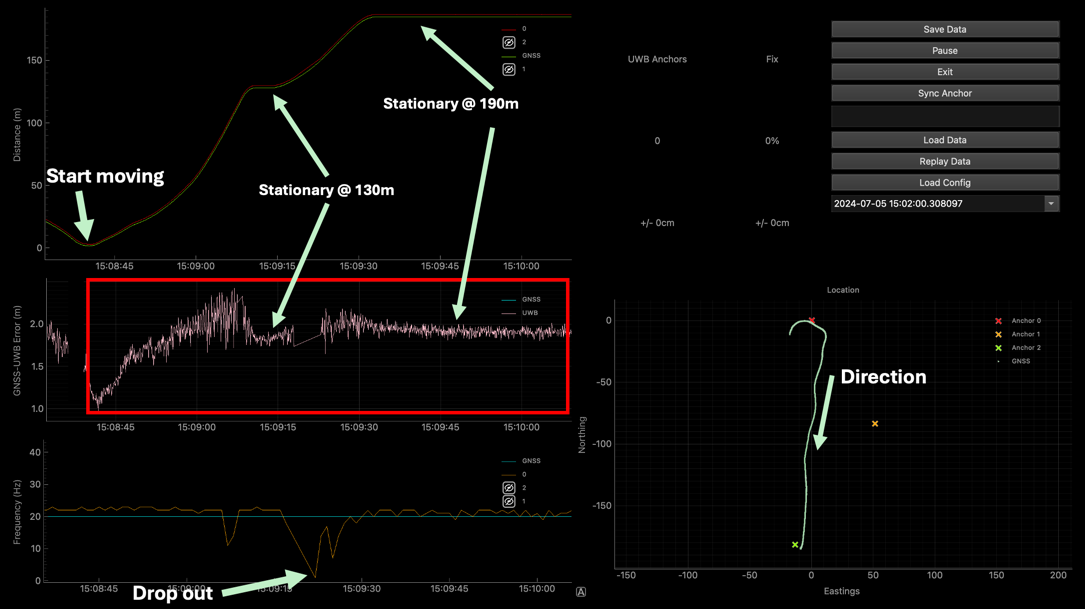 Distance (m)
150
100
50
0
0
2
GNSS
1
Stationary @ 190m
Start moving
Stationary @ 130m
15:08:45
15:09:00
15:09:15
15:09:30
15:09:45
15:10:00
GNSS-UWB Error (m)
2.0
1.5
1.0
GNSS
UWB
15:08:45
15:09:00
15:09:15
15:09:30
15:09:45
15:10:00
Frequency (Hz)
40
30
20
10
0
GNSS
0
2
1
15:08:45
15:09:00
15:09:15
15:09:30
15:09:45
15:10:00
Drop out
A
UWB Anchors
Fix
0
0%
+/- 0cm
+/- 0cm
Save Data
Pause
Exit
Sync Anchor
Load Data
Replay Data
Load Config
2024-07-05 15:02:00.308097
Location
Northing
0
-50
-100
-150
Anchor 0
Anchor 1
Anchor 2
GNSS
Direction
-150
-100
-50
0
50
100
150
200
Eastings